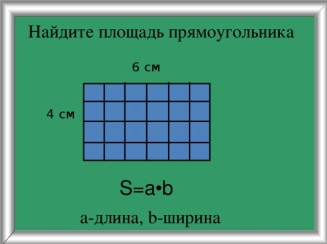 Найдите площадь прямоугольника
6 см
4 см
S=a•b
а-длина, b-ширина